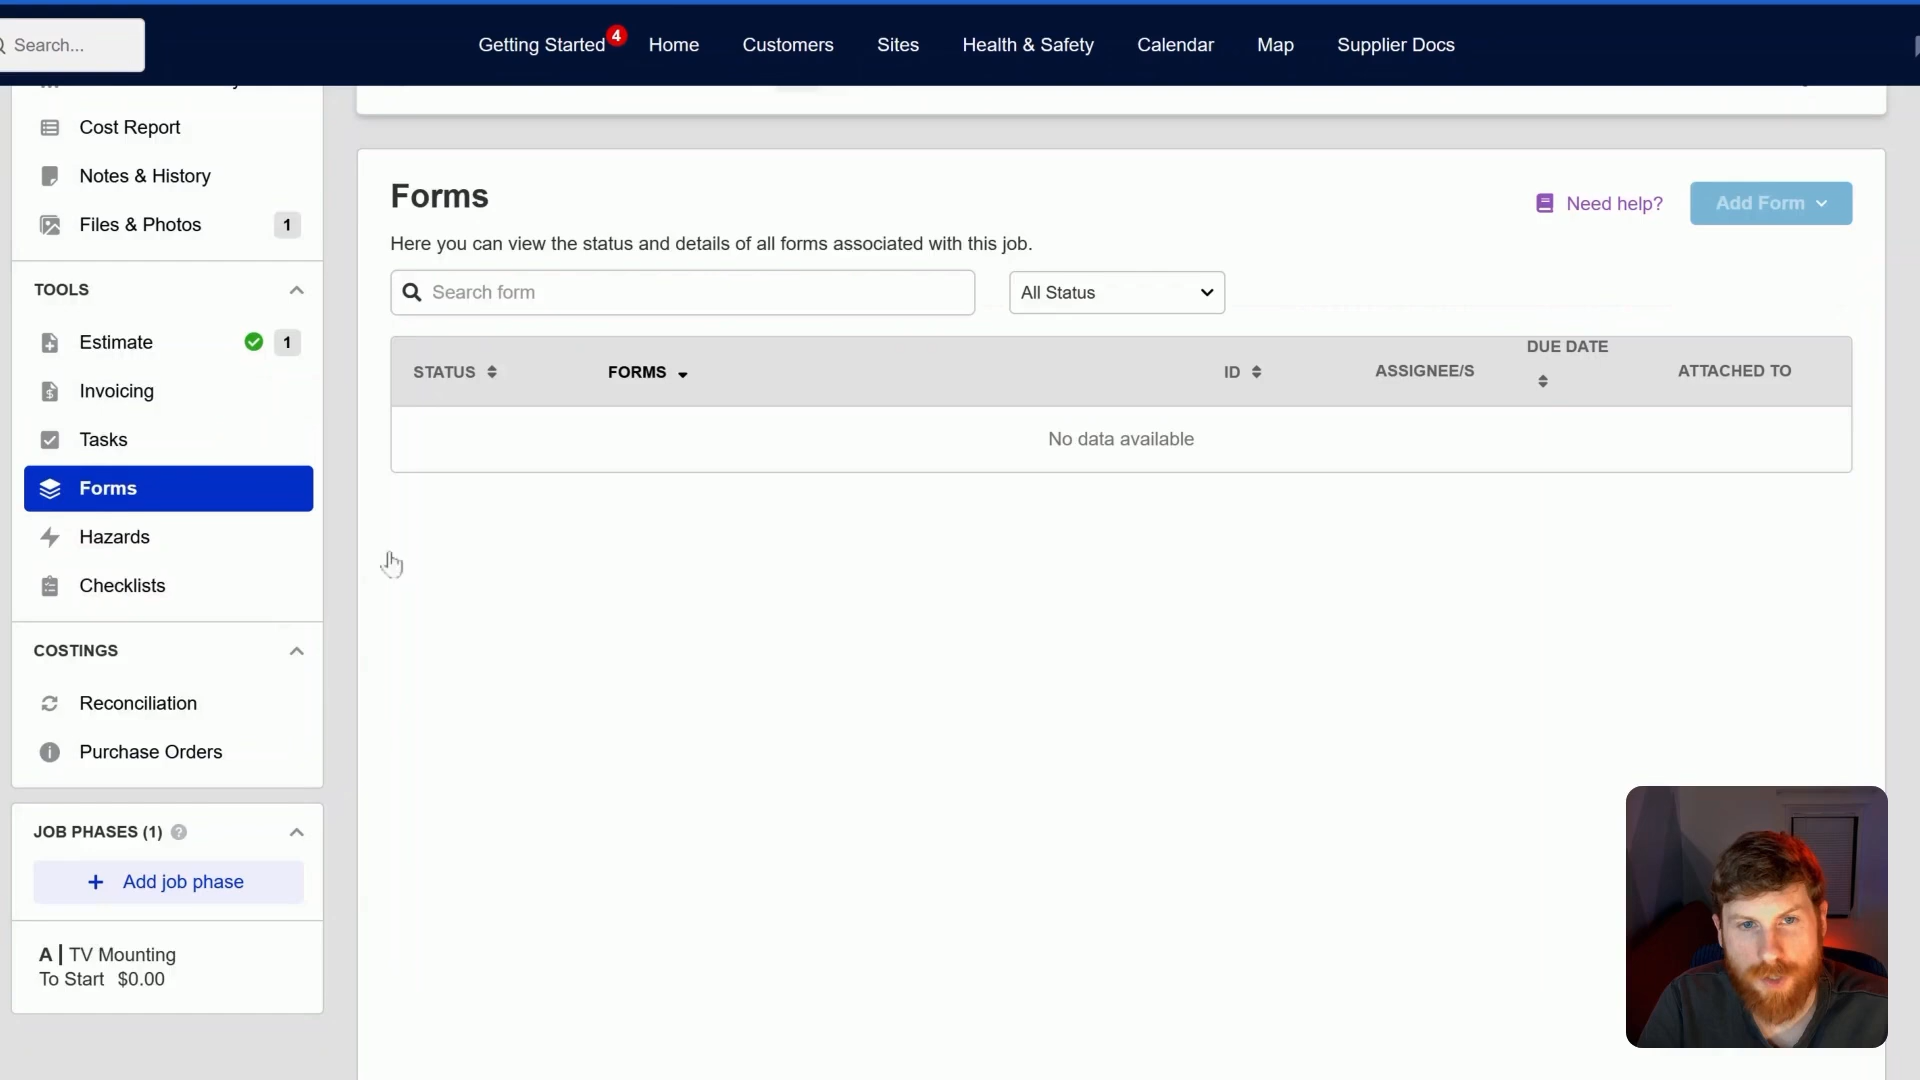 Search...
Getting Started 4
Home
Customers
Sites
Health & Safety
Calendar
Map
Supplier Docs
Cost Report
Notes & History
Files & Photos 1
TOOLS
Estimate 1
Invoicing
Tasks
Forms
Hazards
Checklists
COSTINGS
Reconciliation
Purchase Orders
JOB PHASES (1) ?
+ Add job phase
A | TV Mounting
To Start $0.00
Forms
Need help?
Add Form
Here you can view the status and details of all forms associated with this job.
Search form
All Status
STATUS
FORMS
ID
ASSIGNEE/S
DUE DATE
ATTACHED TO
No data available